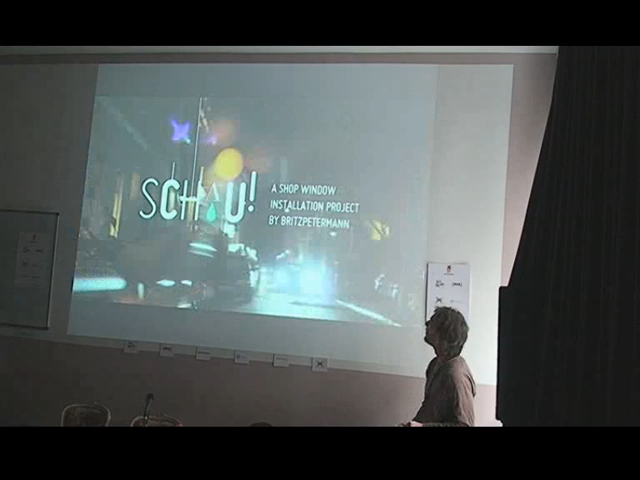 SCHAU!
A SHOP WINDOW
INSTALLATION PROJECT
BY BRITZPETERMANN